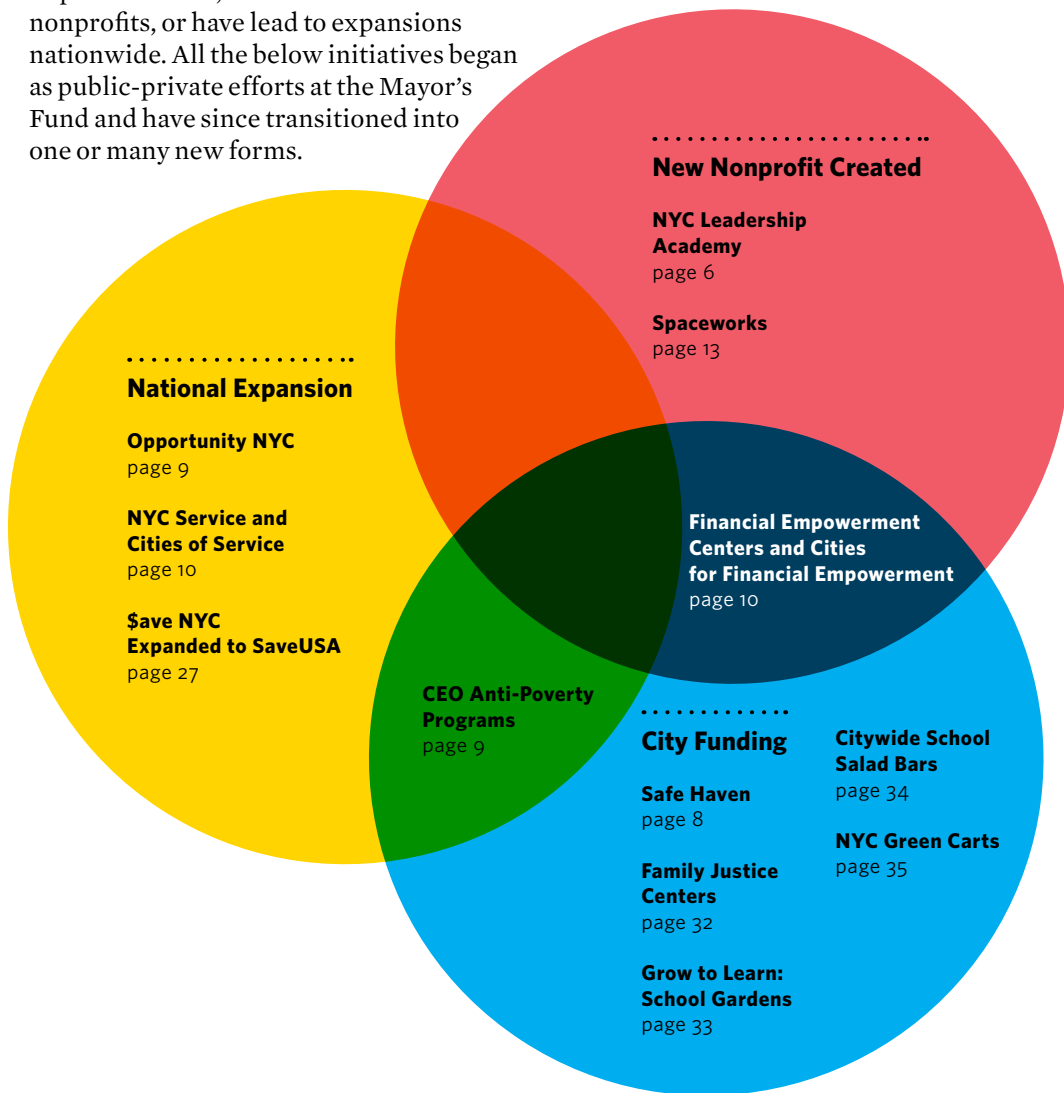 nonprofits, or have lead to expansions
nationwide. All the below initiatives began
as public-private efforts at the Mayor's
Fund and have since transitioned into
one or many new forms.
New Nonprofit Created
NYC Leadership
Academy
page 6
Spaceworks
page 13
National Expansion
Opportunity NYC
page 9
NYC Service and
Cities of Service
page 10
$ave NYC
Expanded to SaveUSA
page 27
Financial Empowerment
Centers and Cities
for Financial Empowerment
page 10
CEO Anti-Poverty
Programs
page 9
City Funding
Safe Haven
page 8
Family Justice
Centers
page 32
Grow to Learn:
School Gardens
page 33
Citywide School
Salad Bars
page 34
NYC Green Carts
page 35